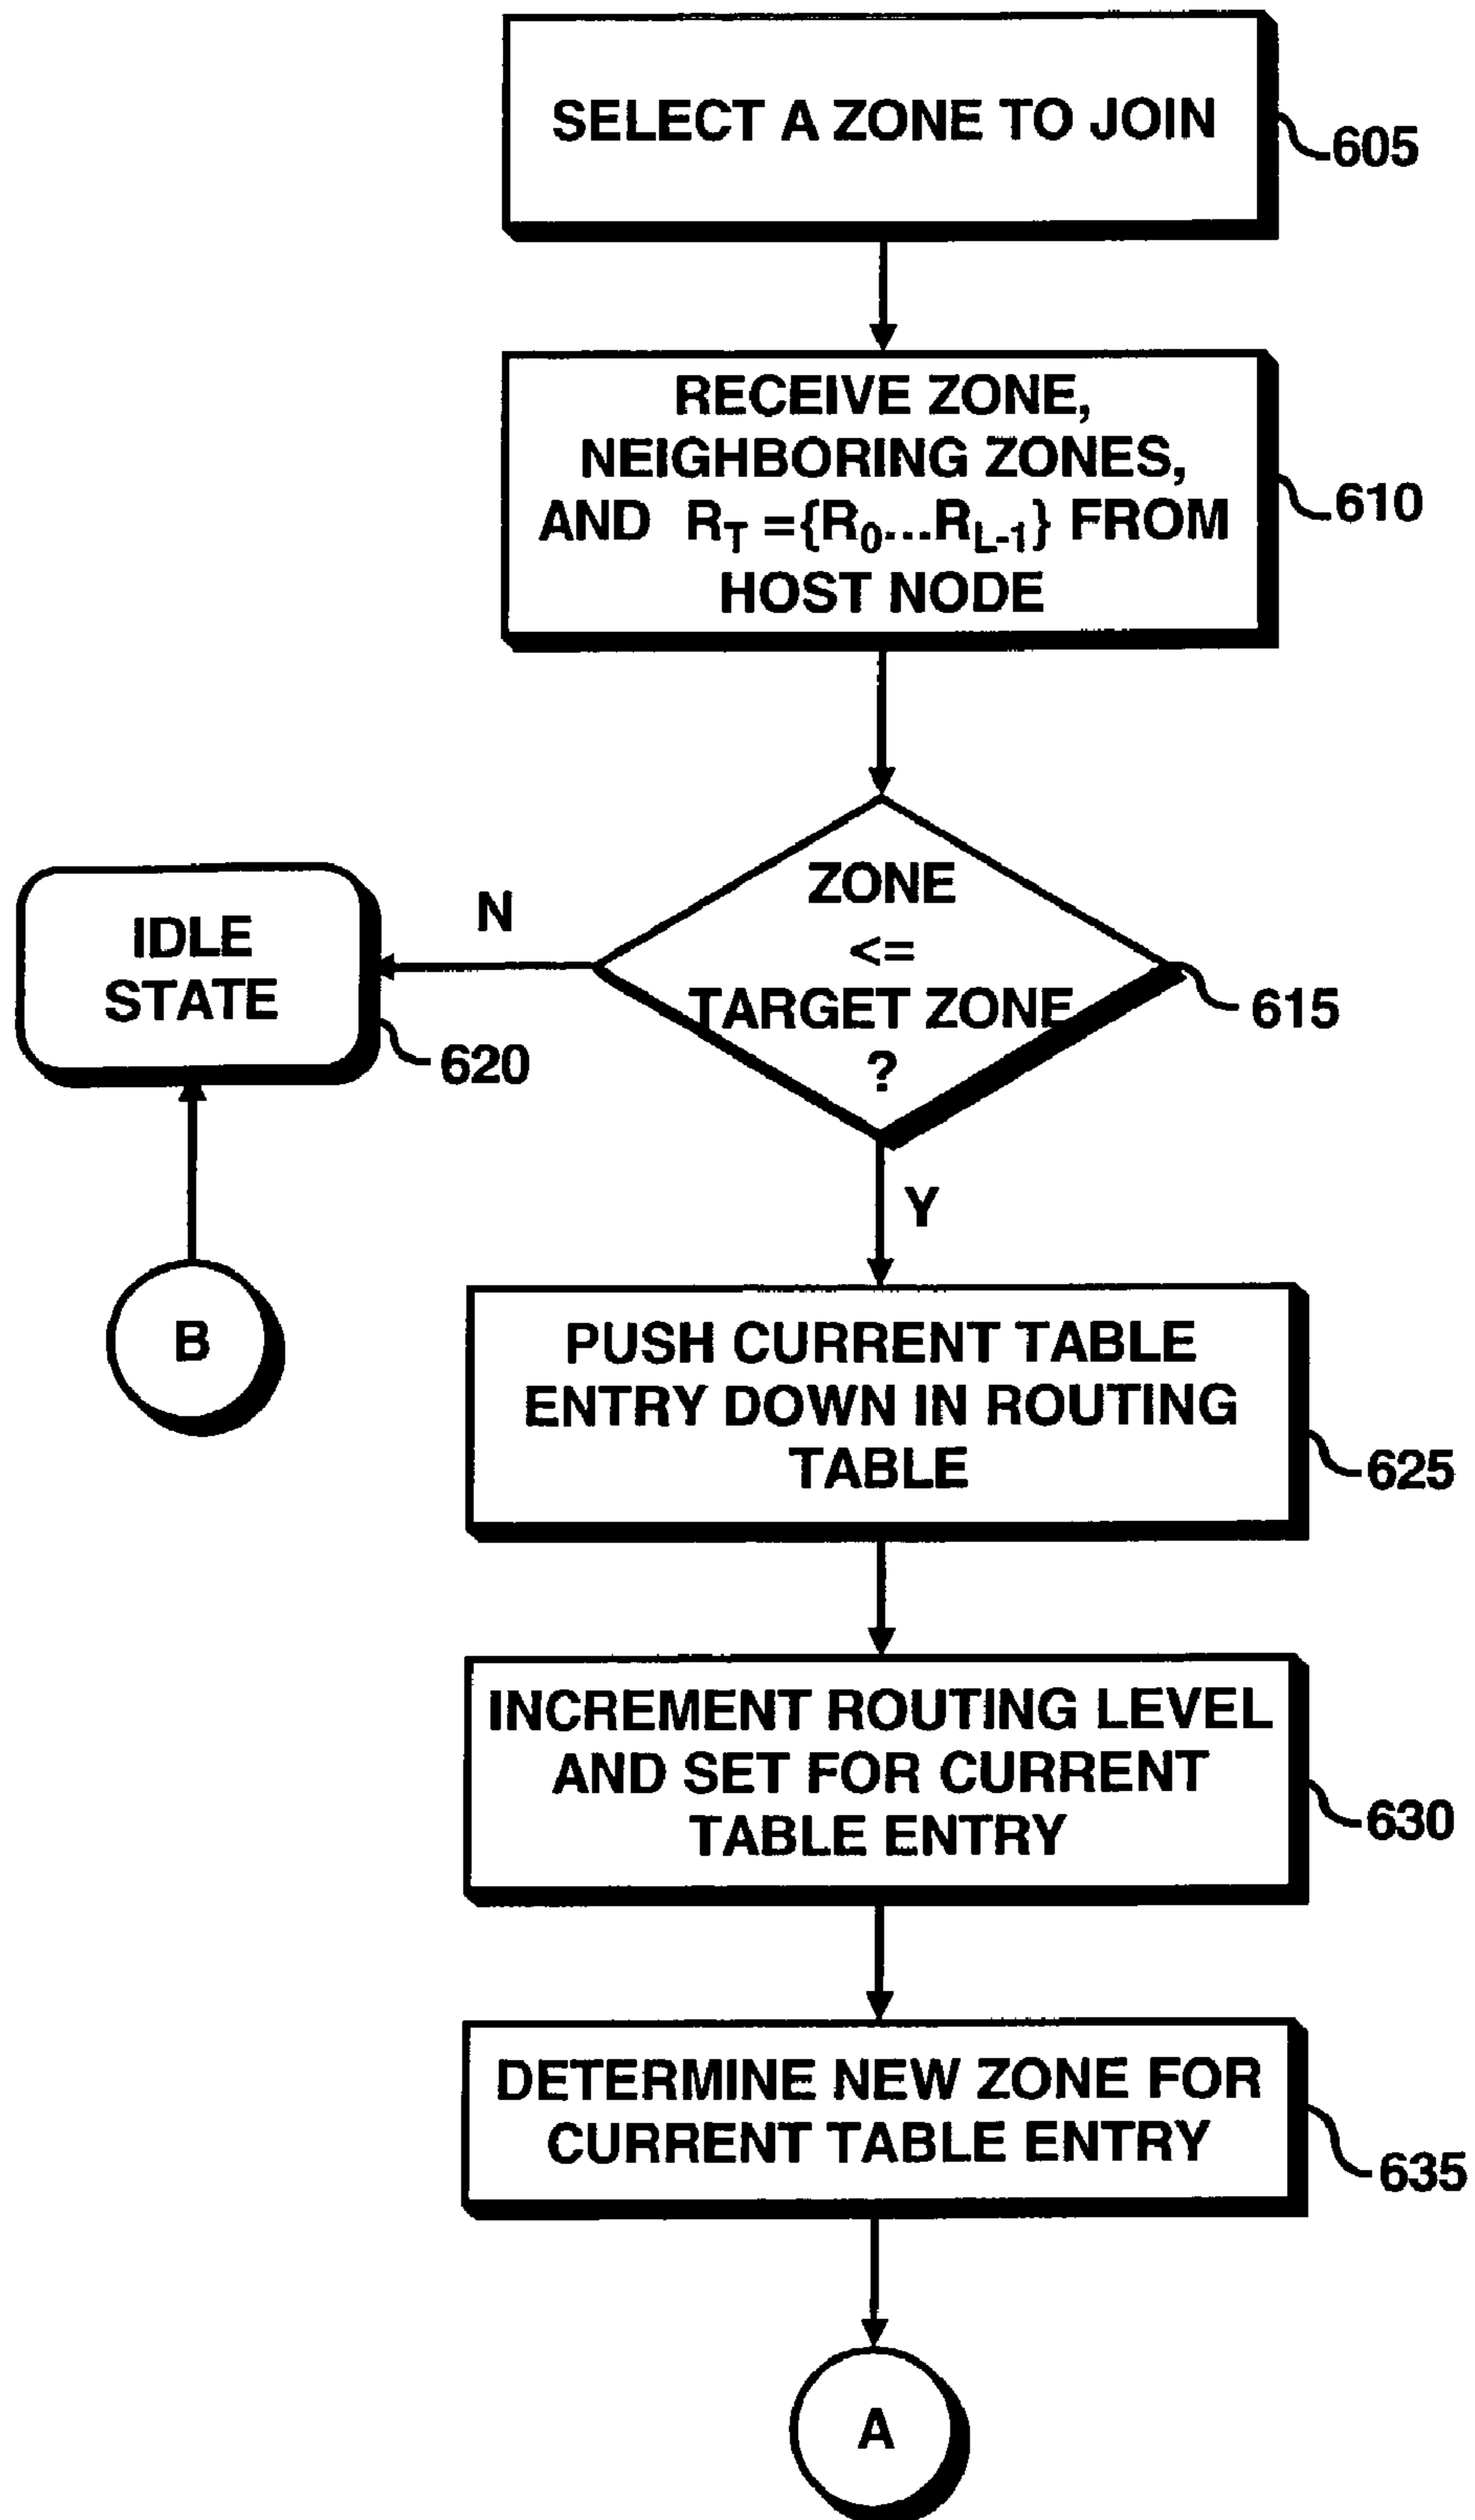 SELECT A ZONE TO JOIN
605
RECEIVE ZONE,
NEIGHBORING ZONES,
AND R_T ={R_0...R_L-1} FROM
HOST NODE
610
ZONE
<=
TARGET ZONE
?
615
N
IDLE
STATE
620
B
Y
PUSH CURRENT TABLE
ENTRY DOWN IN ROUTING
TABLE
625
INCREMENT ROUTING LEVEL
AND SET FOR CURRENT
TABLE ENTRY
630
DETERMINE NEW ZONE FOR
CURRENT TABLE ENTRY
635
A